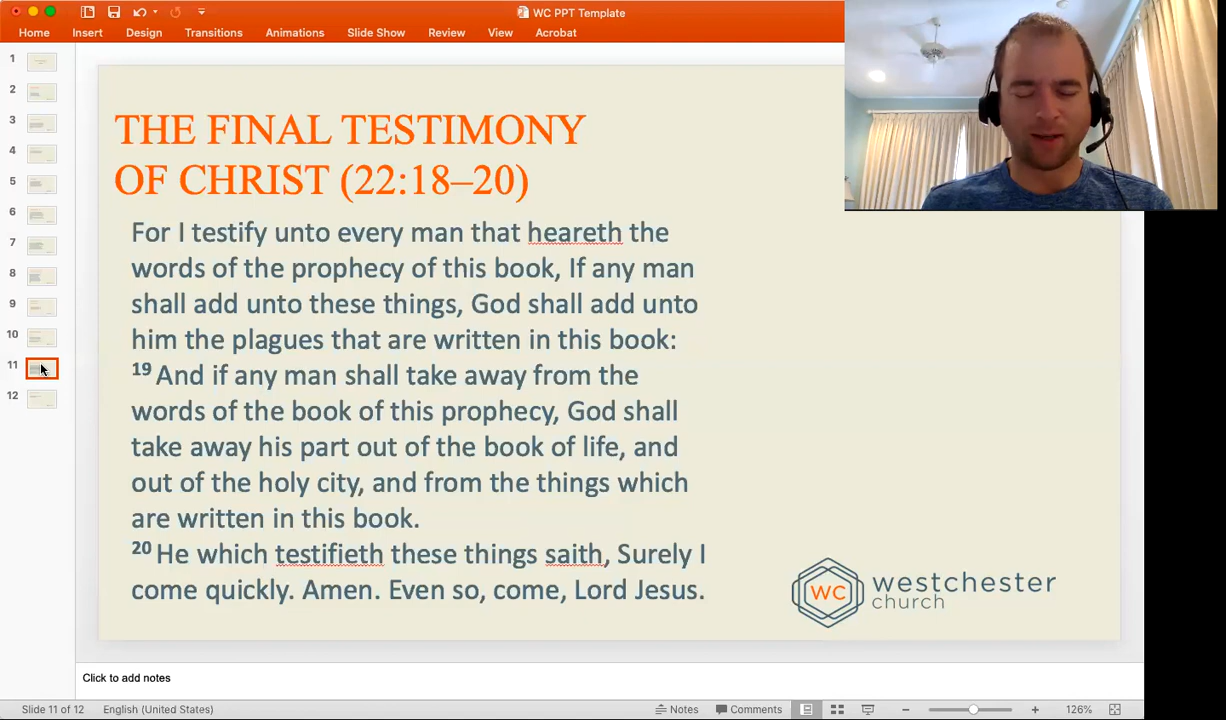 WC PPT Template
Home Insert Design Transitions Animations Slide Show Review View Acrobat
1
2
3
4
5
6
7
8
9
10
11
12
THE FINAL TESTIMONY
OF CHRIST (22:18–20)
For I testify unto every man that heareth the
words of the prophecy of this book, If any man
shall add unto these things, God shall add unto
him the plagues that are written in this book:
19 And if any man shall take away from the
words of the book of this prophecy, God shall
take away his part out of the book of life, and
out of the holy city, and from the things which
are written in this book.
20 He which testifieth these things saith, Surely I
come quickly. Amen. Even so, come, Lord Jesus.
WC
westchester
church
Click to add notes
Slide 11 of 12 English (United States) Notes Comments 126%